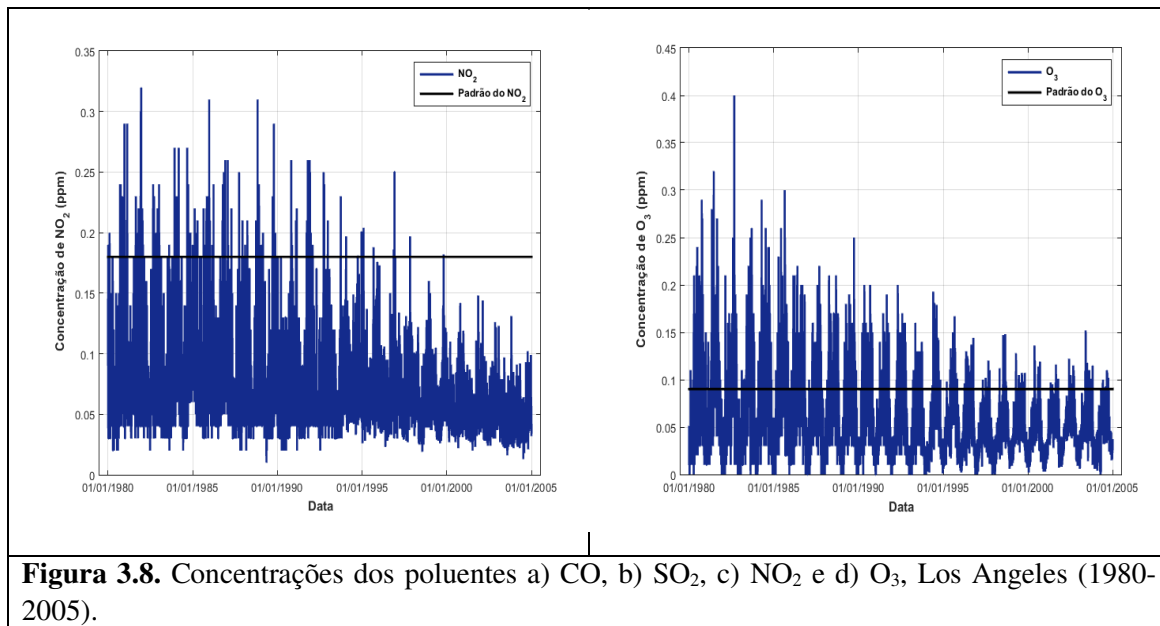 0.35
0.3
0.25
0.2
0.15
0.1
0.05
0
Concentração de NO2 (ppm)
NO2
Padrão do NO2
01/01/1980 01/01/1985 01/01/1990 01/01/1995 01/01/2000 01/01/2005
Data
0.45
0.4
0.35
0.3
0.25
0.2
0.15
0.1
0.05
0
Concentração de O3 (ppm)
O3
Padrão do O3
01/01/1980 01/01/1985 01/01/1990 01/01/1995 01/01/2000 01/01/2005
Data
Figura 3.8. Concentrações dos poluentes a) CO, b) SO2, c) NO2 e d) O3, Los Angeles (1980-
2005).